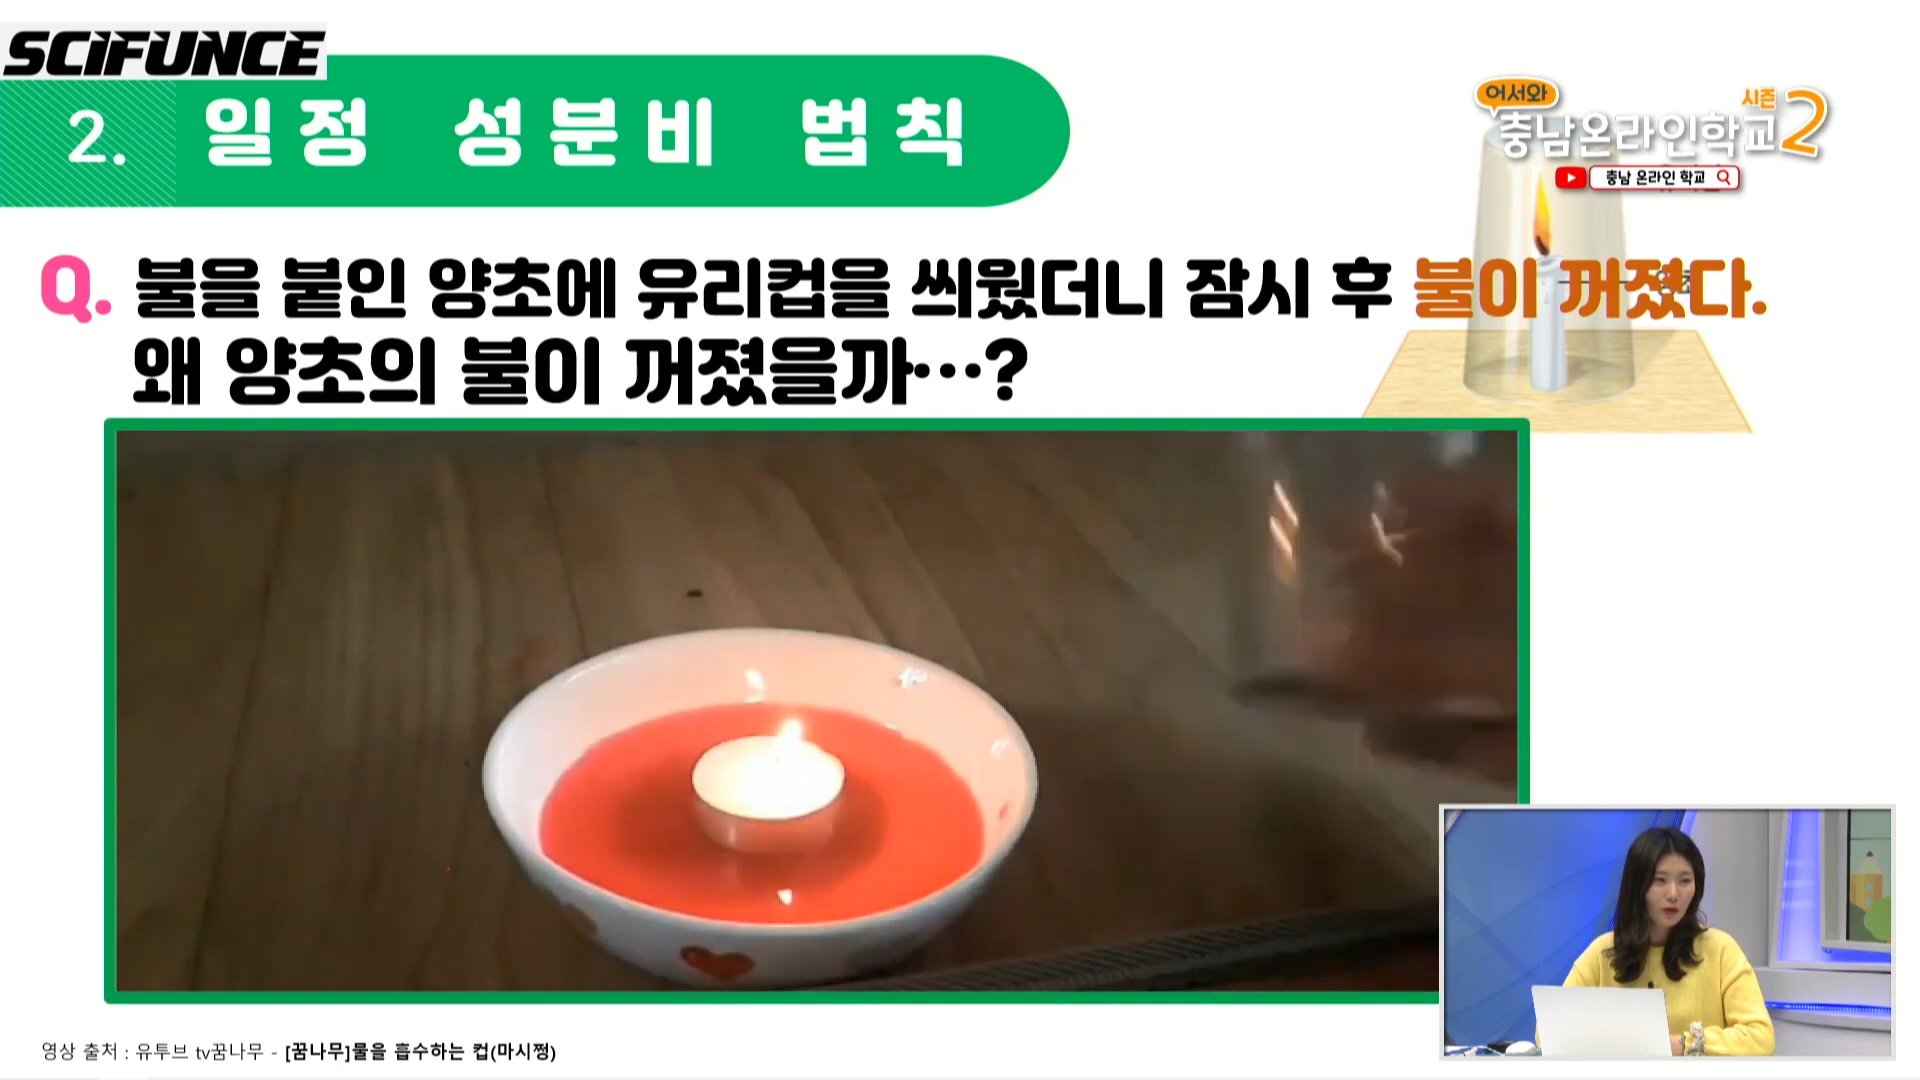 SCIFUNCE
2. 일정 성분비 법칙
어서와
시즌
충남온라인학교2
충남 온라인 학교
Q. 불을 붙인 양초에 유리컵을 씌웠더니 잠시 후 불이 꺼졌다.
왜 양초의 불이 꺼졌을까…?
영상 출처 : 유투브 tv꿈나무 - [꿈나무]물을 흡수하는 컵(마시쩡)